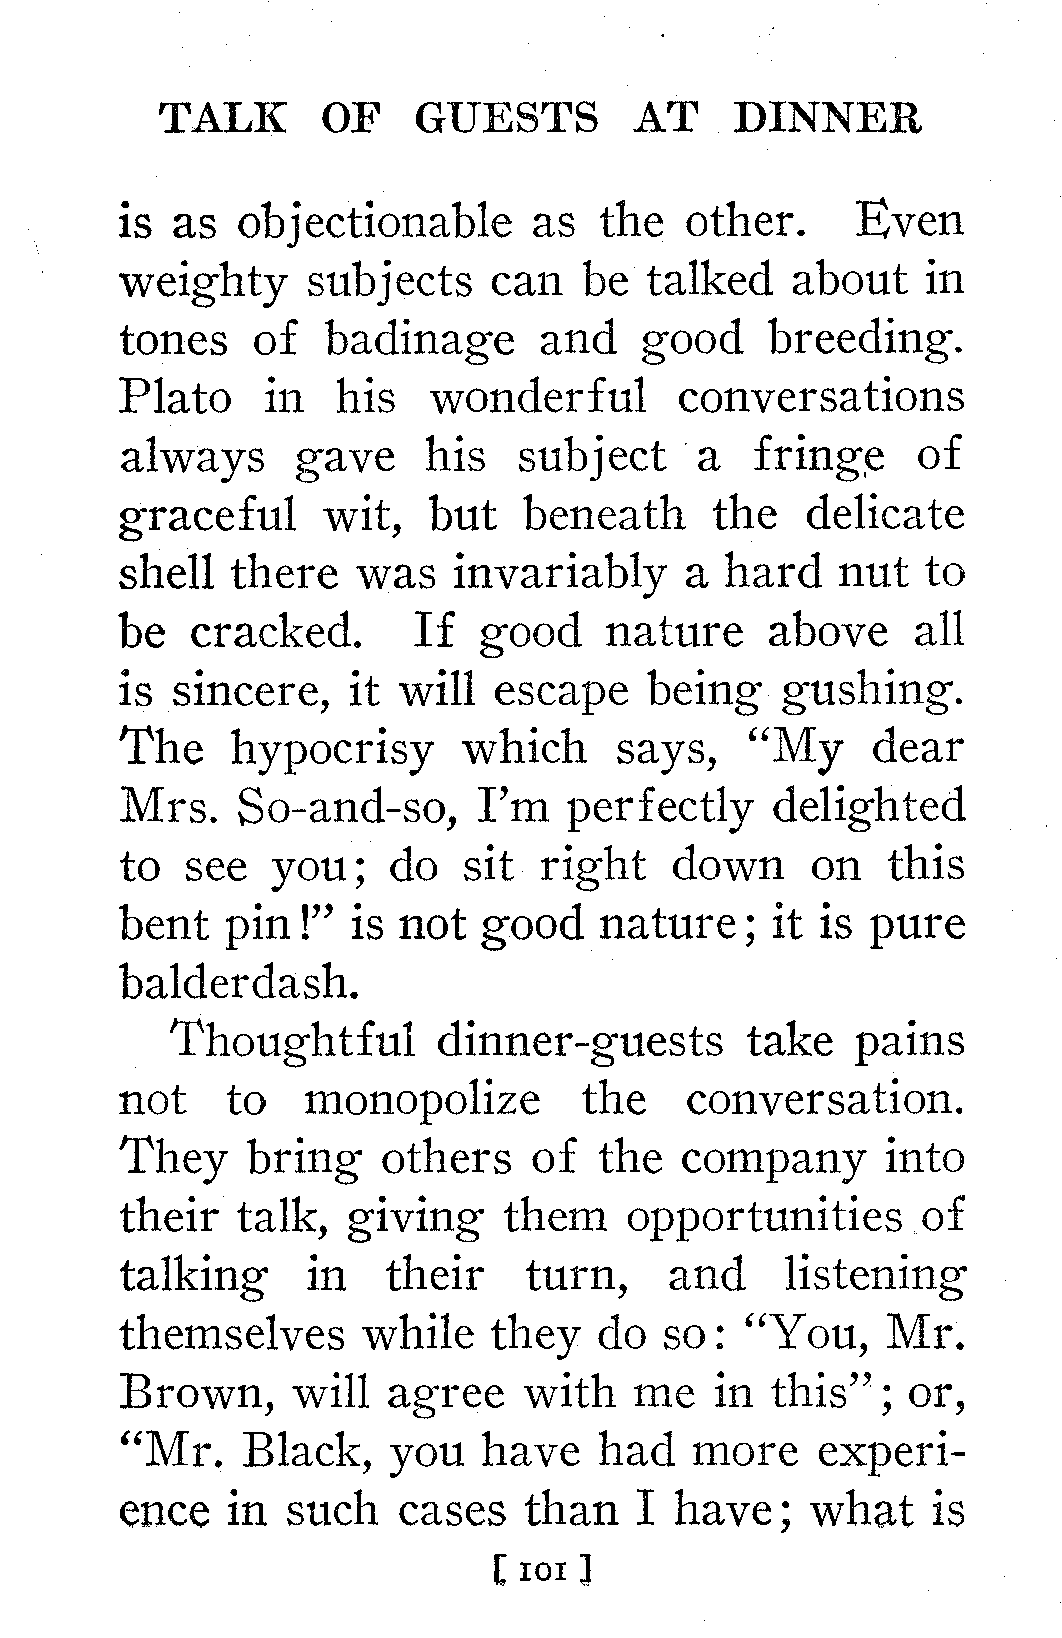 TALK OF GUESTS AT DINNER
is as objectionable as the other. Even
weighty subjects can be talked about in
tones of badinage and good breeding.
Plato in his wonderful conversations
always gave his subject a fringe of
graceful wit, but beneath the delicate
shell there was invariably a hard nut to
be cracked. If good nature above all
is sincere, it will escape being gushing.
The hypocrisy which says, “My dear
Mrs. So-and-so, I’m perfectly delighted
to see you; do sit right down on this
bent pin!” is not good nature; it is pure
balderdash.
Thoughtful dinner-guests take pains
not to monopolize the conversation.
They bring others of the company into
their talk, giving them opportunities of
talking in their turn, and listening
themselves while they do so: “You, Mr.
Brown, will agree with me in this”; or,
“Mr. Black, you have had more experi-
ence in such cases than I have; what is
[ 101 ]